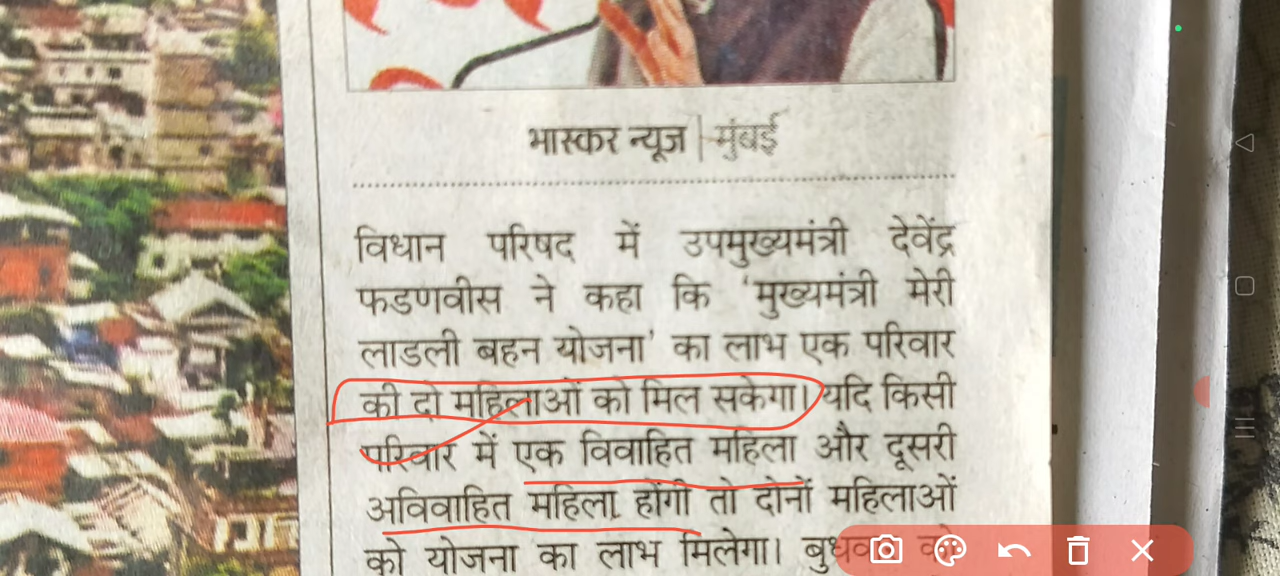 भास्कर न्यूज | मुंबई
विधान परिषद में उपमुख्यमंत्री देवेंद्र
फडणवीस ने कहा कि 'मुख्यमंत्री मेरी
लाडली बहन योजना' का लाभ एक परिवार
की दो महिलाओं को मिल सकेगा। यदि किसी
परिवार में एक विवाहित महिला और दूसरी
अविवाहित महिला होंगी तो दोनों महिलाओं
को योजना का लाभ मिलेगा।